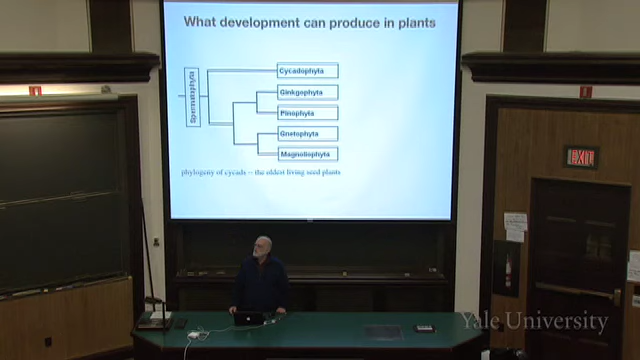 What development can produce in plants
Spermatophyta
Cycadophyta
Ginkgophyta
Pinophyta
Gnetophyta
Magnoliophyta
phylogeny of cycads -- the oldest living seed plants
EXIT
Yale University